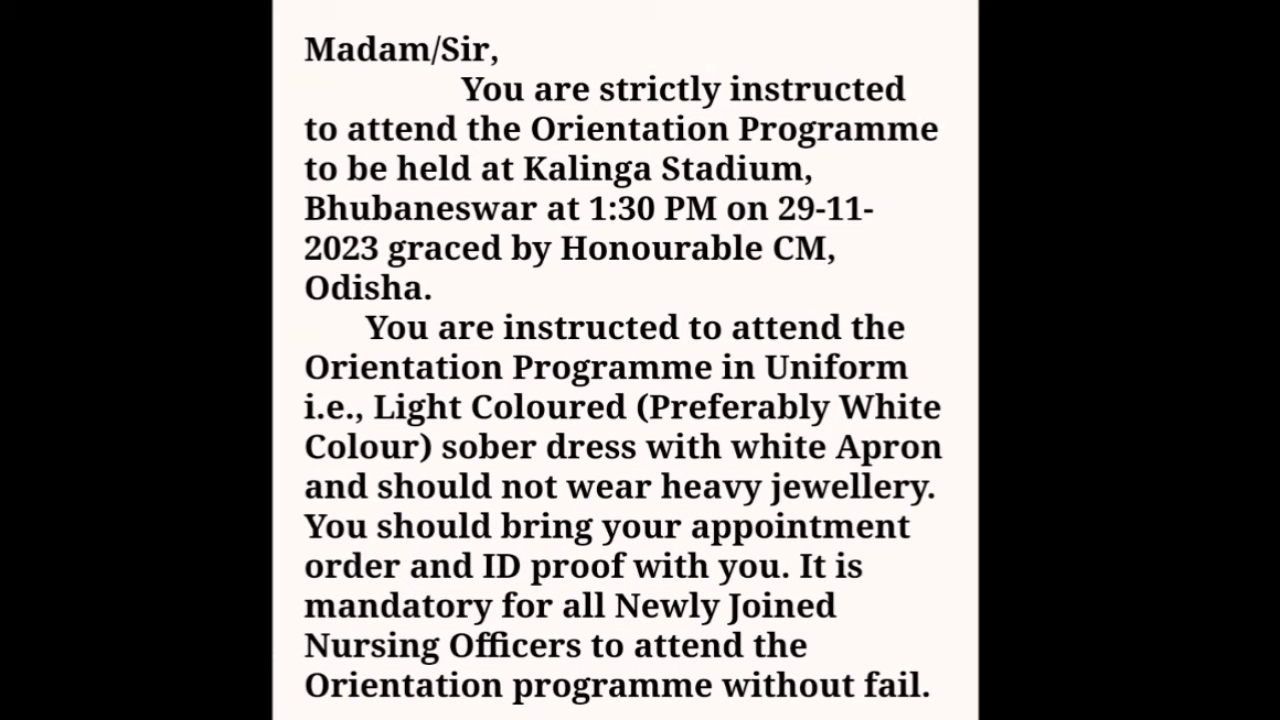 Madam/Sir,
You are strictly instructed
to attend the Orientation Programme
to be held at Kalinga Stadium,
Bhubaneswar at 1:30 PM on 29-11-
2023 graced by Honourable CM,
Odisha.
You are instructed to attend the
Orientation Programme in Uniform
i.e., Light Coloured (Preferably White
Colour) sober dress with white Apron
and should not wear heavy jewellery.
You should bring your appointment
order and ID proof with you. It is
mandatory for all Newly Joined
Nursing Officers to attend the
Orientation programme without fail.